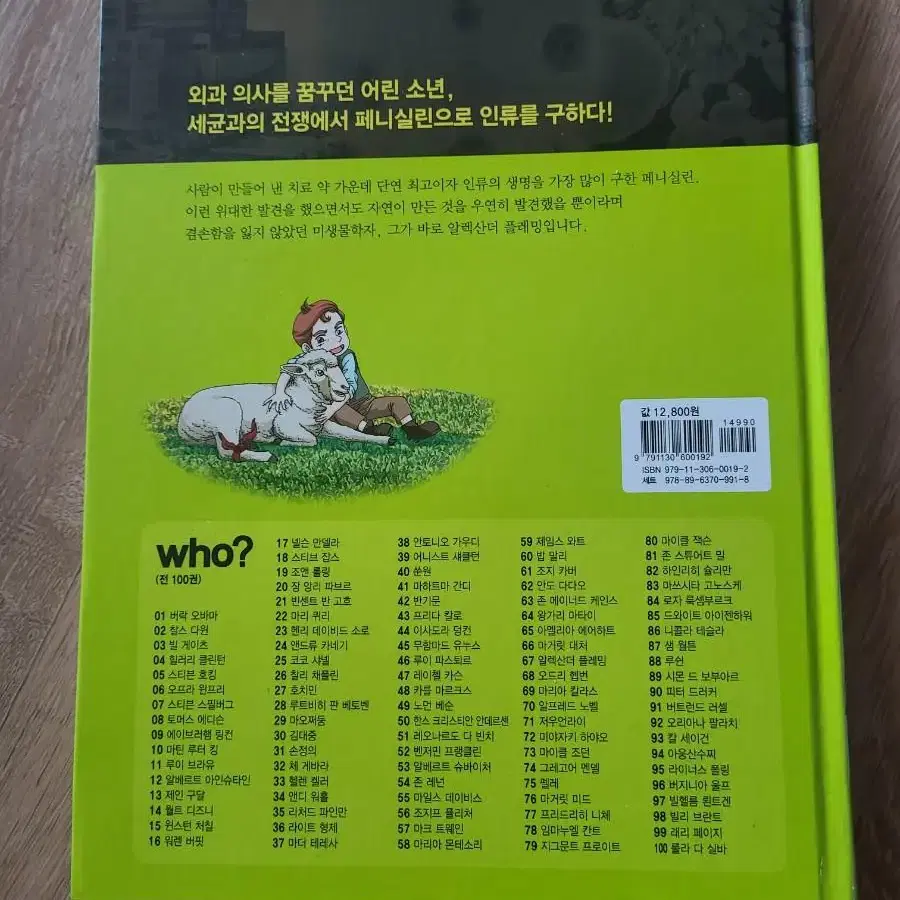 외과 의사를 꿈꾸던 어린 소년,
세균과의 전쟁에서 페니실린으로 인류를 구하다!
사람이 만들어 낸 치료 약 가운데 단연 최고이자 인류의 생명을 가장 많이 구한 페니실린.
이런 위대한 발견을 했으면서도 자연이 만든 것을 우연히 발견했을 뿐이라며
겸손함을 잃지 않았던 미생물학자, 그가 바로 알렉산더 플레밍입니다.
값 12,800원
14990
9 791130 600192
ISBN 979-11-306-0019-2
세트 978-89-6370-991-8
who?
(전 100권)
01 버락 오바마
02 찰스 다윈
03 빌 게이츠
04 힐러리 클린턴
05 스티븐 호킹
06 오프라 윈프리
07 스티븐 스필버그
08 토머스 에디슨
09 에이브러햄 링컨
10 마틴 루터 킹
11 루이 브라유
12 알베르트 아인슈타인
13 제인 구달
14 월트 디즈니
15 윈스턴 처칠
16 워렌 버핏
17 넬슨 만델라
18 스티브 잡스
19 조앤 롤링
20 장 앙리 파브르
21 빈센트 반 고흐
22 마리 퀴리
23 헨리 데이비드 소로
24 앤드류 카네기
25 코코 샤넬
26 찰리 채플린
27 호치민
28 루트비히 판 베토벤
29 마오쩌둥
30 김대중
31 손정의
32 체 게바라
33 헬렌 켈러
34 앤디 워홀
35 리처드 파인만
36 라이트 형제
37 마더 테레사
38 안토니오 가우디
39 어니스트 섀클턴
40 쑨원
41 마하트마 간디
42 반기문
43 프리다 칼로
44 이사도라 덩컨
45 무함마드 유누스
46 루이 파스퇴르
47 레이첼 카슨
48 카를 마르크스
49 노먼 베순
50 한스 크리스티안 안데르센
51 레오나르도 다 빈치
52 벤저민 프랭클린
53 알베르트 슈바이처
54 존 레넌
55 마일스 데이비스
56 조지프 퓰리처
57 마크 트웨인
58 마리아 몬테소리
59 제임스 와트
60 밥 말리
61 조지 카버
62 안도 다다오
63 존 메이너드 케인스
64 왕가리 마타이
65 아멜리아 에어하트
66 마거릿 대처
67 알렉산더 플레밍
68 오드리 헵번
69 마리아 칼라스
70 알프레드 노벨
71 저우언라이
72 미야자키 하야오
73 마이클 조던
74 그레고어 멘델
75 펠레
76 마거릿 미드
77 프리드리히 니체
78 임마누엘 칸트
79 지그문트 프로이트
80 마이클 잭슨
81 존 스튜어트 밀
82 하인리히 슐리만
83 마쓰시타 고노스케
84 로자 룩셈부르크
85 드와이트 아이젠하워
86 니콜라 테슬라
87 샘 월튼
88 루쉰
89 시몬 드 보부아르
90 피터 드러커
91 버트런드 러셀
92 오리아나 팔라치
93 칼 세이건
94 아웅산수찌
95 라이너스 폴링
96 버지니아 울프
97 빌헬름 뢴트겐
98 빌리 브란트
99 래리 페이지
100 룰라 다 실바